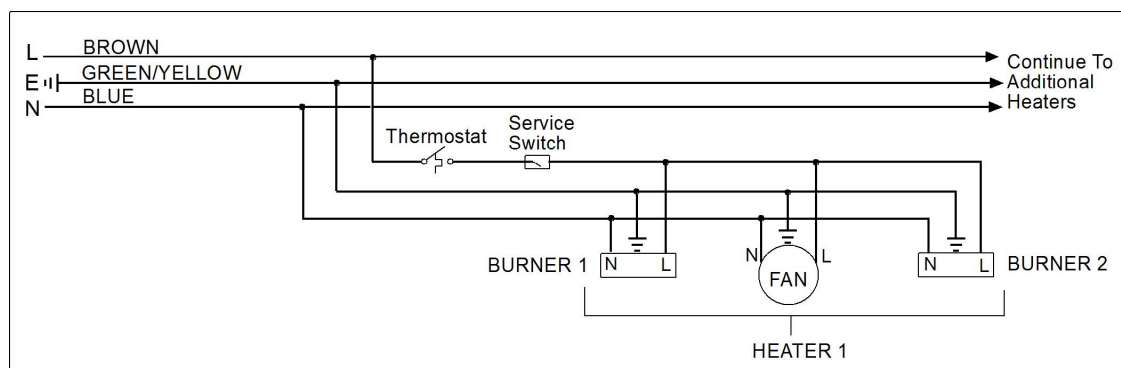 L BROWN
E GREEN/YELLOW
N BLUE
Continue To
Additional
Heaters
Thermostat
Service
Switch
BURNER 1
N L
N L
FAN
N L
BURNER 2
HEATER 1